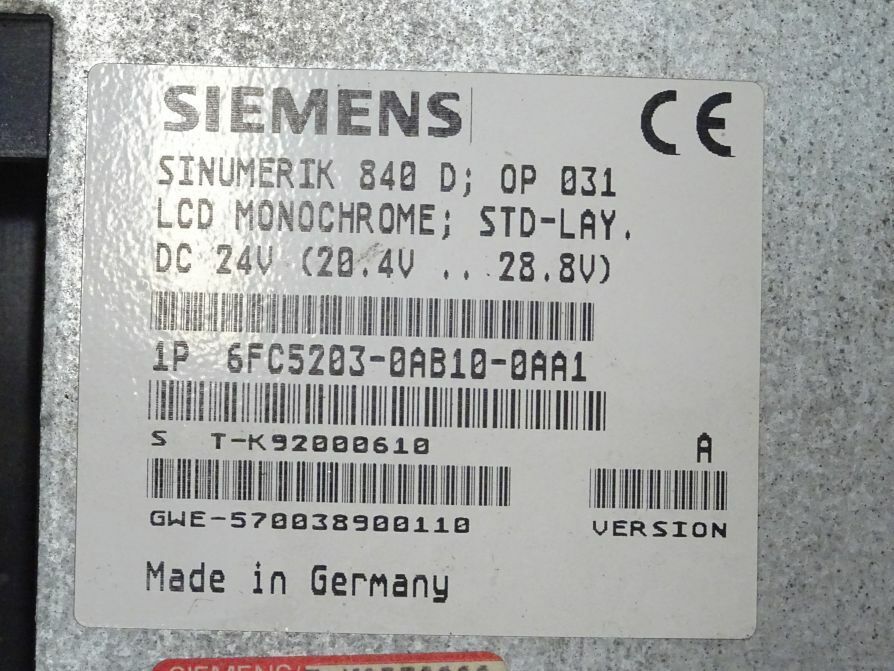 SIEMENS
CE
SINUMERIK 840 D; OP 031
LCD MONOCHROME; STD-LAY.
DC 24V (20.4V .. 28.8V)
1P 6FC5203-0AB10-0AA1
S T-K92000610
A
GWE-570038900110
VERSION
Made in Germany